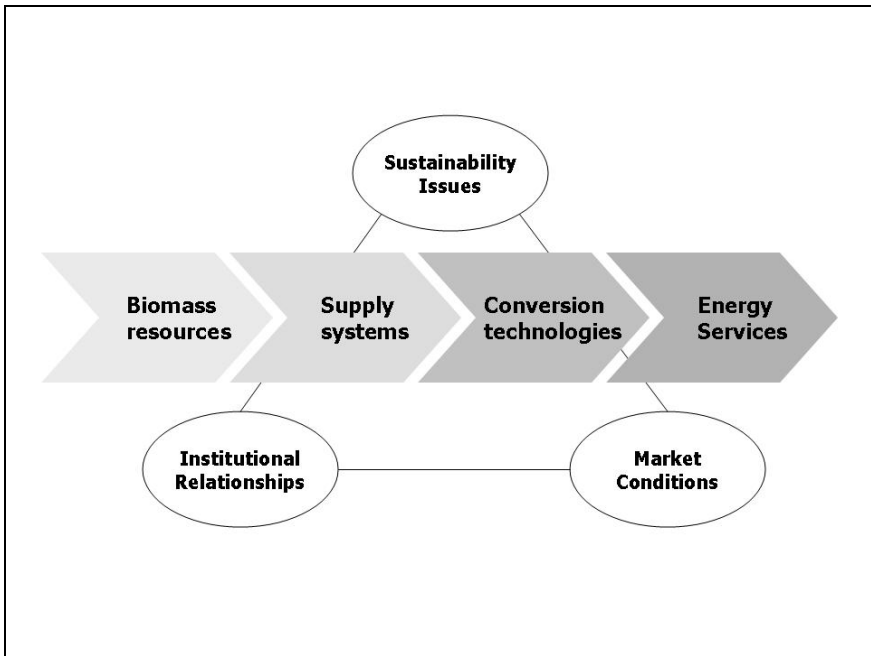 Sustainability
Issues
Biomass
resources
Supply
systems
Conversion
technologies
Energy
Services
Institutional
Relationships
Market
Conditions